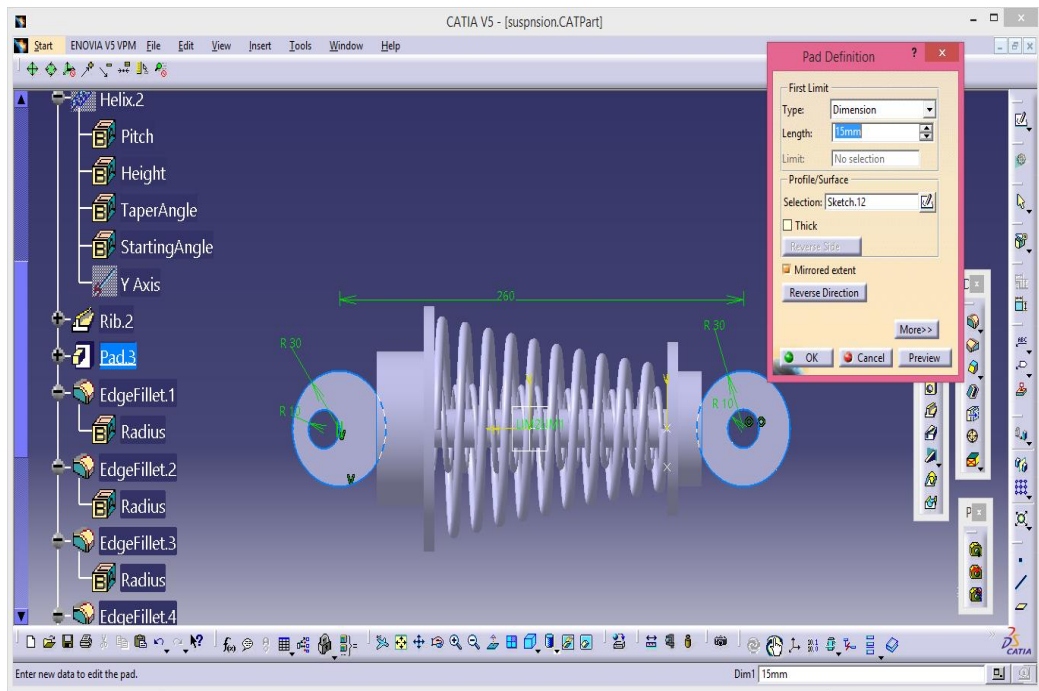 CATIA V5 - [suspnsion.CATPart]
Start ENOVIA V5 VPM File Edit View Insert Tools Window Help
Helix.2
Pitch
Height
TaperAngle
StartingAngle
Y Axis
Rib.2
Pad.3
EdgeFillet.1
Radius
EdgeFillet.2
Radius
EdgeFillet.3
Radius
EdgeFillet.4
260
R 30
R 10
R 30
R 10
Pad Definition
First Limit
Type: Dimension
Length: 15mm
Limit: No selection
Profile/Surface
Selection: Sketch.12
Thick
Reverse Side
Mirrored extent
Reverse Direction
More>>
OK Cancel Preview
P
CATIA
Enter new data to edit the pad.
Dim1 15mm